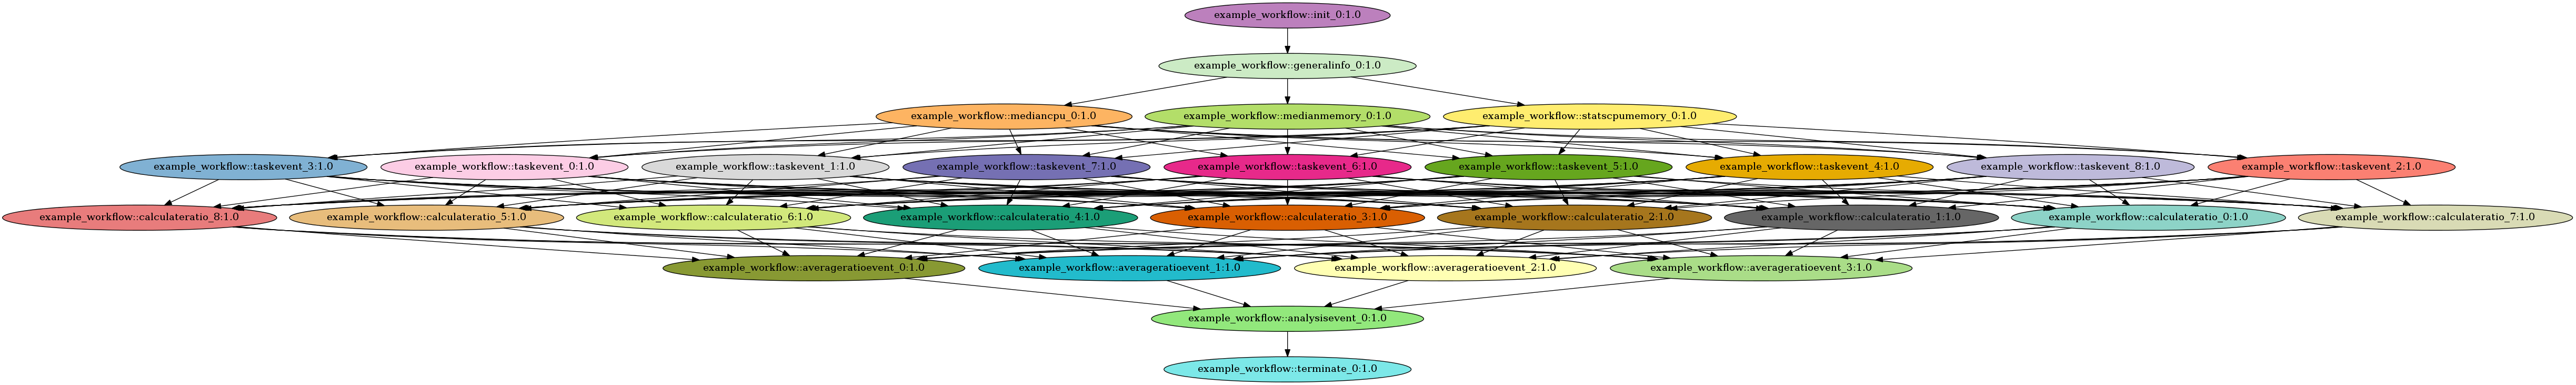 example_workflow::init_0:1.0
example_workflow::generalinfo_0:1.0
example_workflow::mediancpu_0:1.0
example_workflow::medianmemory_0:1.0
example_workflow::statscpumemory_0:1.0
example_workflow::taskevent_3:1.0
example_workflow::taskevent_0:1.0
example_workflow::taskevent_1:1.0
example_workflow::taskevent_7:1.0
example_workflow::taskevent_6:1.0
example_workflow::taskevent_5:1.0
example_workflow::taskevent_4:1.0
example_workflow::taskevent_8:1.0
example_workflow::taskevent_2:1.0
example_workflow::calculateratio_8:1.0
example_workflow::calculateratio_5:1.0
example_workflow::calculateratio_6:1.0
example_workflow::calculateratio_4:1.0
example_workflow::calculateratio_3:1.0
example_workflow::calculateratio_2:1.0
example_workflow::calculateratio_1:1.0
example_workflow::calculateratio_0:1.0
example_workflow::calculateratio_7:1.0
example_workflow::averageratioevent_0:1.0
example_workflow::averageratioevent_1:1.0
example_workflow::averageratioevent_2:1.0
example_workflow::averageratioevent_3:1.0
example_workflow::analysisevent_0:1.0
example_workflow::terminate_0:1.0